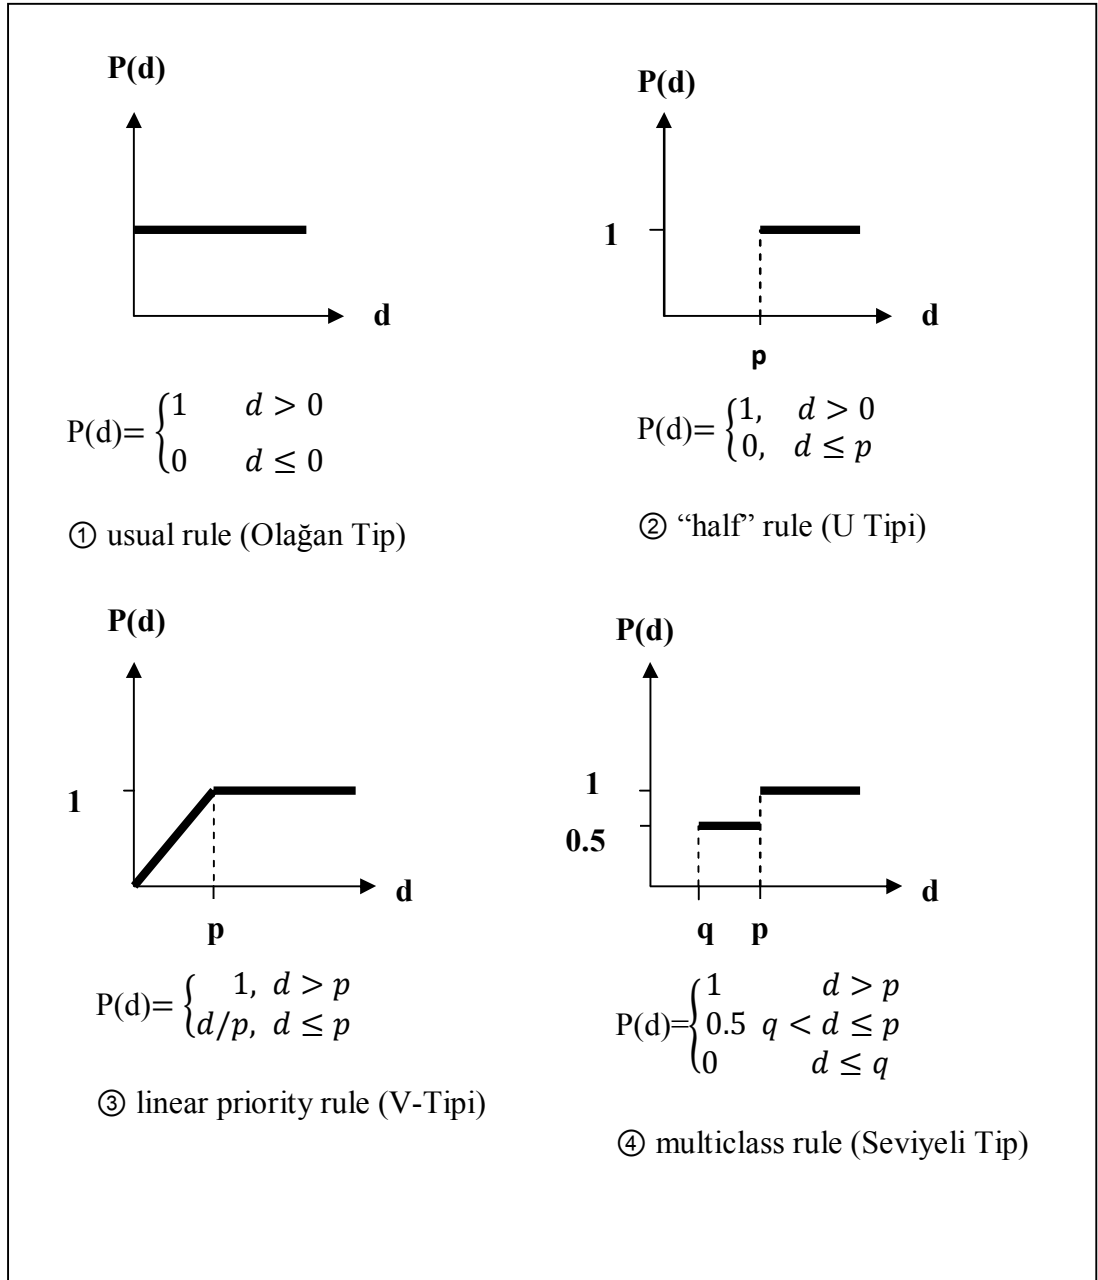 P(d)
d
P(d)= {1 d > 0
0 d ≤ 0
① usual rule (Olağan Tip)
P(d)
1
d
p
P(d)= {1, d > 0
0, d ≤ p
② “half” rule (U Tipi)
P(d)
1
d
p
P(d)= {1, d > p
d/p, d ≤ p
③ linear priority rule (V-Tipi)
P(d)
1
0.5
d
q p
P(d)= {1 d > p
0.5 q < d ≤ p
0 d ≤ q
④ multiclass rule (Seviyeli Tip)